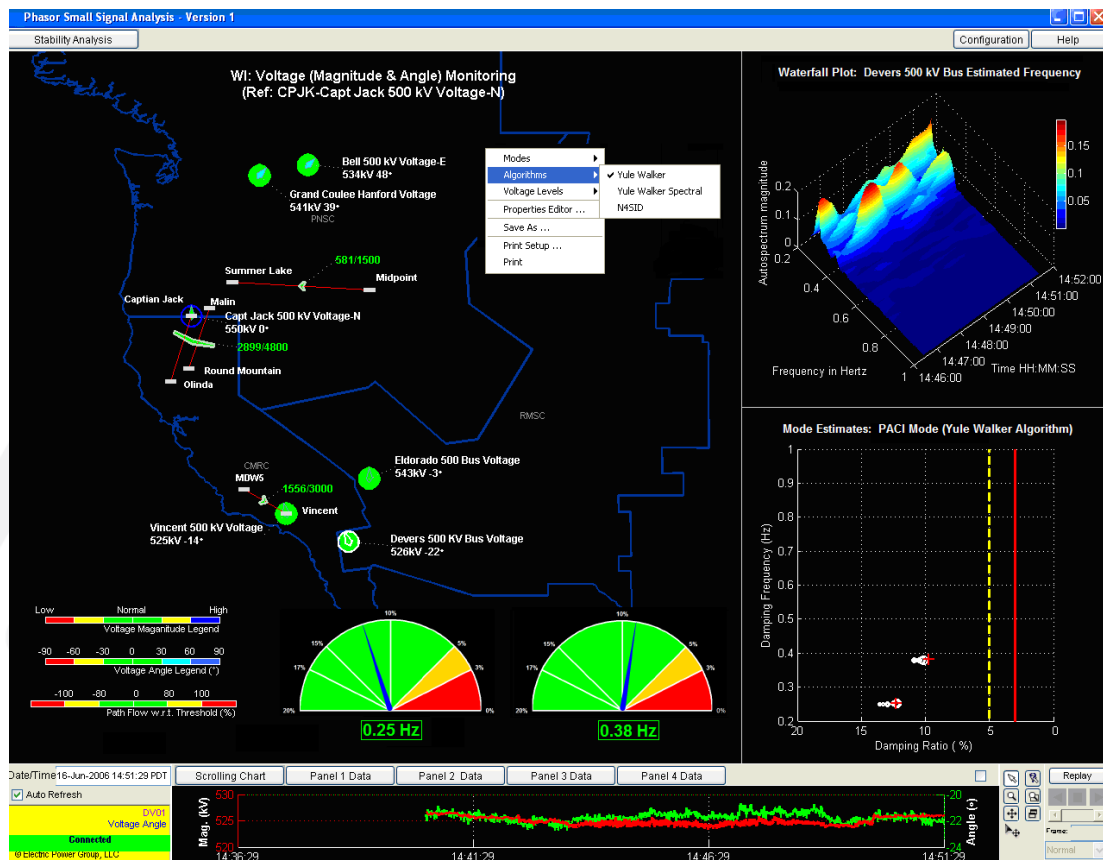 Phasor Small Signal Analysis - Version 1
Stability Analysis
Configuration
Help
WI: Voltage (Magnitude & Angle) Monitoring
(Ref: CPJK-Capt Jack 500 kV Voltage-N)
Bell 500 kV Voltage-E
534kV 48°
Grand Coulee Hanford Voltage
541kV 39°
PNSC
Modes
Algorithms
Voltage Levels
Properties Editor ...
Save As ...
Print Setup ...
Print
Yule Walker
Yule Walker Spectral
N4SID
581/1500
Summer Lake
Midpoint
Captian Jack
Malin
Capt Jack 500 kV Voltage-N
550kV 0°
2899/4800
Round Mountain
Olinda
RMSC
CMRC
MDW5
1556/3000
Vincent
Vincent 500 kV Voltage
525kV -14°
Eldorado 500 Bus Voltage
543kV -3°
Devers 500 KV Bus Voltage
526kV -22°
Low Normal High
Voltage Maganitude Legend
-90 -60 -30 0 30 60 90
Voltage Angle Legend (°)
-100 -80 0 80 100
Path Flow w.r.t. Threshold (%)
20% 17% 15% 10% 5% 3% 0%
0.25 Hz
20% 17% 15% 10% 5% 3% 0%
0.38 Hz
Waterfall Plot: Devers 500 kV Bus Estimated Frequency
Autospectrum magnitude
0.2
0.1
0
0.2
0.4
0.6
0.8
1
Frequency in Hertz
14:46:00
14:47:00
14:48:00
14:49:00
14:50:00
14:51:00
14:52:00
Time HH:MM:SS
0.15
0.1
0.05
Mode Estimates: PACI Mode (Yule Walker Algorithm)
Damping Frequency (Hz)
1
0.9
0.8
0.7
0.6
0.5
0.4
0.3
0.2
20 15 10 5 0
Damping Ratio ( %)
Date/Time 16-Jun-2006 14:51:29 PDT
Scrolling Chart
Panel 1 Data
Panel 2 Data
Panel 3 Data
Panel 4 Data
Replay
Auto Refresh
DV01
Voltage Angle
Connected
© Electric Power Group, LLC
Mag. (kV)
530
525
520
-20
-22
-24
Angle (°)
14:36:29 14:41:29 14:46:29 14:51:29
Frame:
Normal